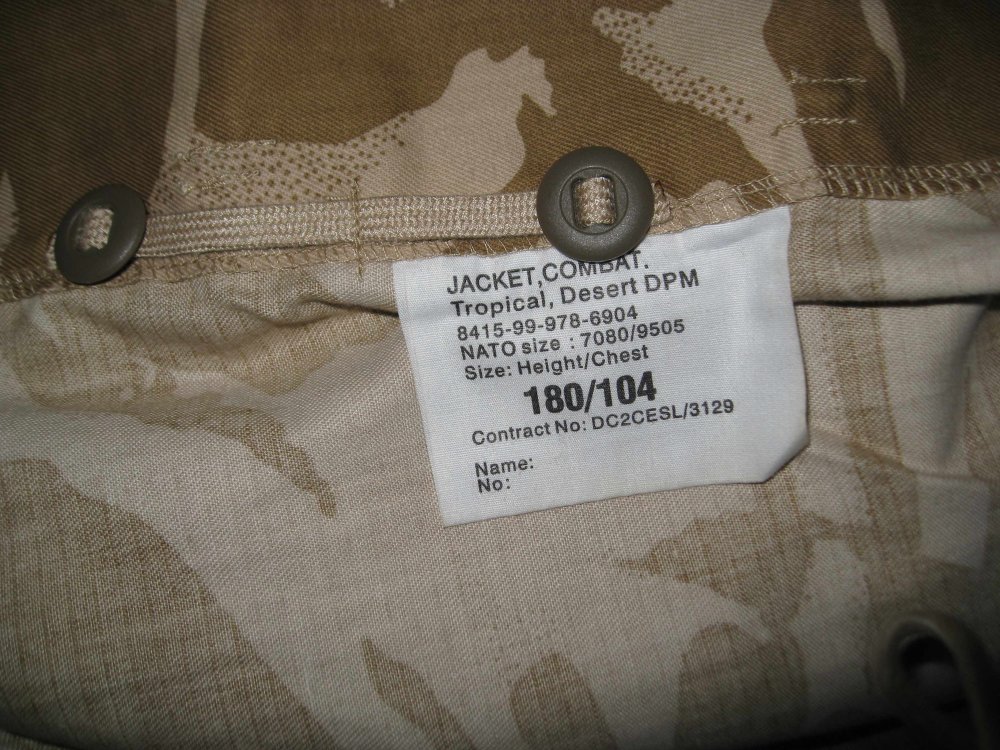 JACKET,COMBAT.
Tropical, Desert DPM
8415-99-978-6904
NATO size : 7080/9505
Size: Height/Chest
180/104
Contract No: DC2CESL/3129
Name:
No: